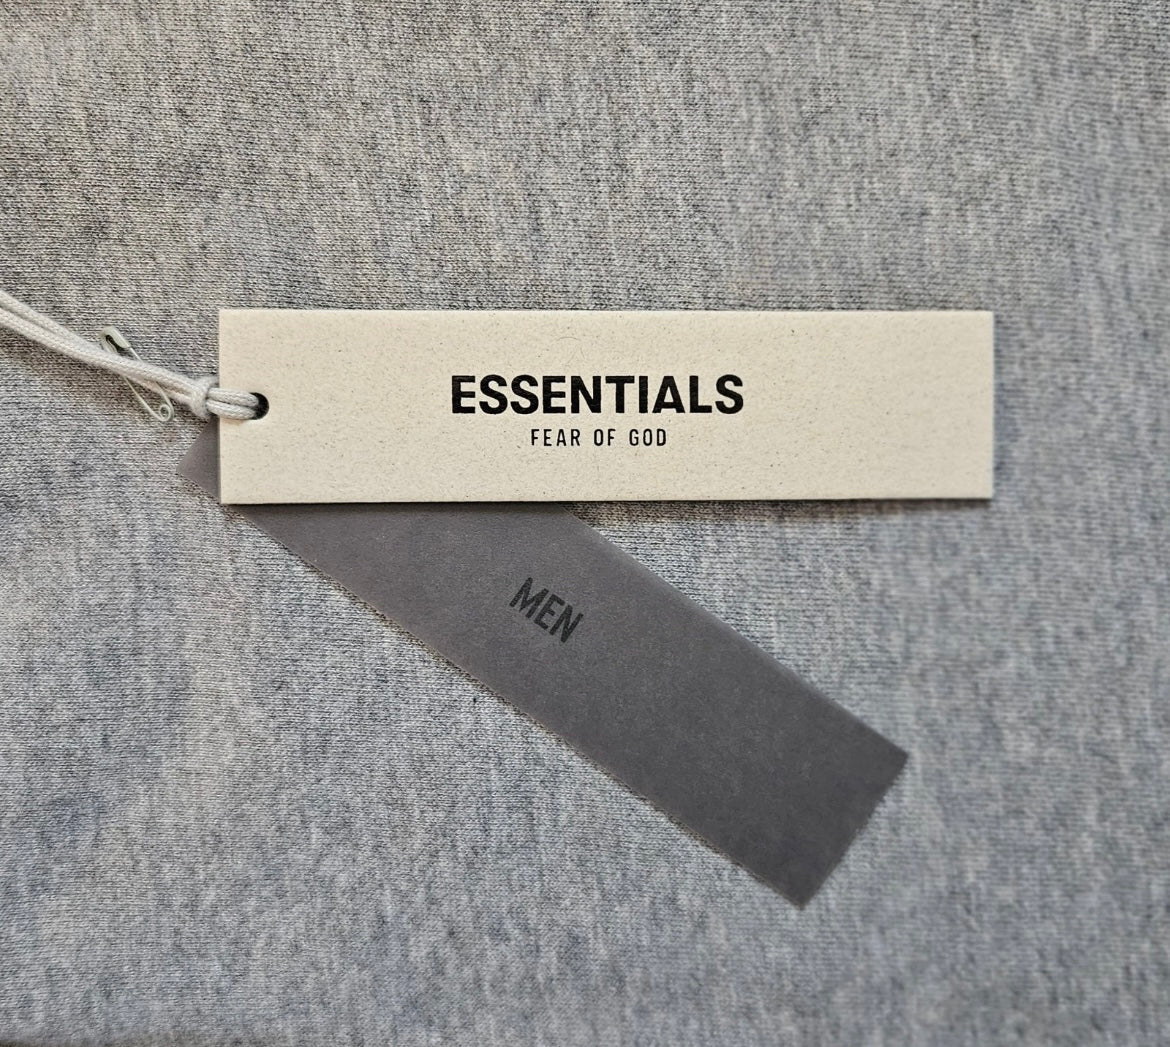 ESSENTIALS
FEAR OF GOD
MEN